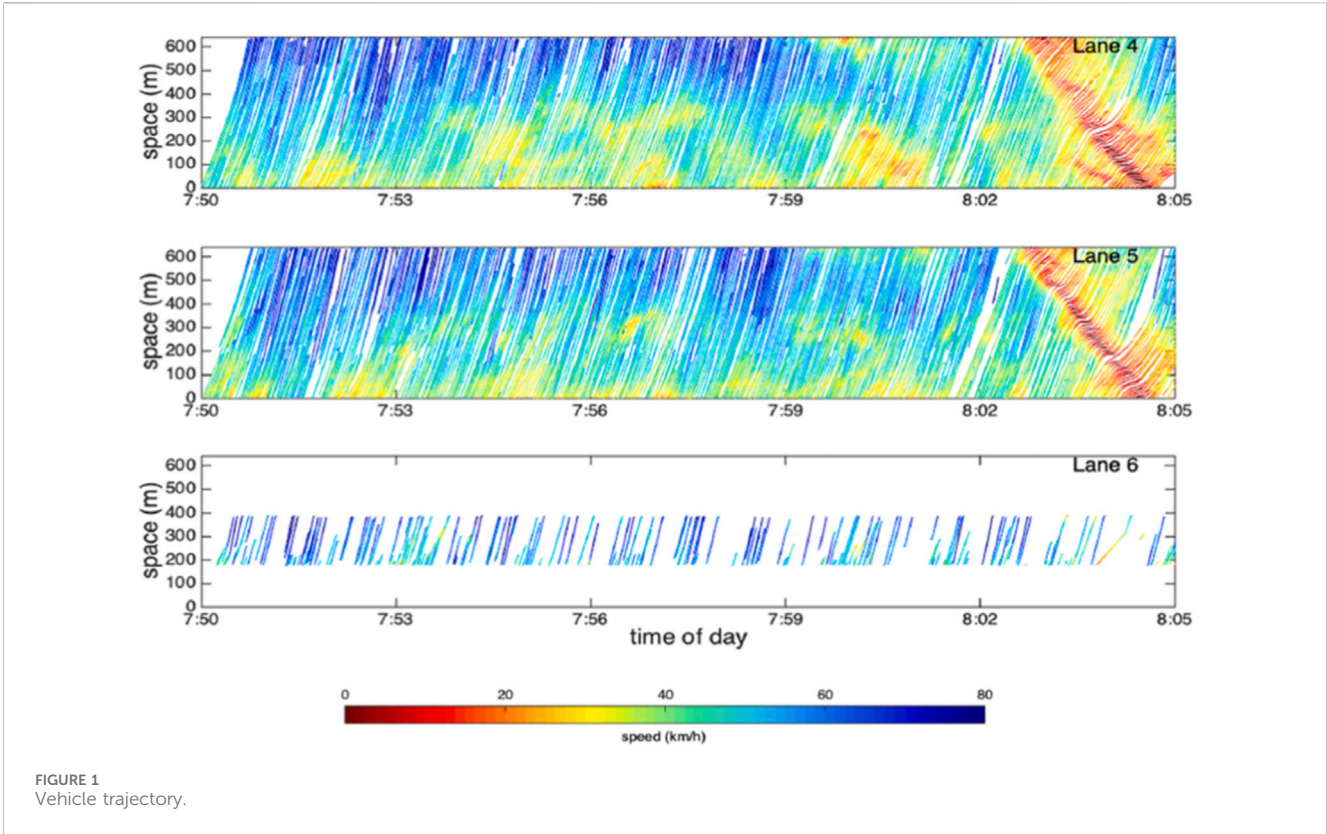 Lane 4
space (m)
600
500
400
300
200
100
0
7:50 7:53 7:56 7:59 8:02 8:05
Lane 5
space (m)
600
500
400
300
200
100
0
7:50 7:53 7:56 7:59 8:02 8:05
Lane 6
space (m)
600
500
400
300
200
100
0
7:50 7:53 7:56 7:59 8:02 8:05
time of day
0 20 40 60 80
speed (km/h)
FIGURE 1
Vehicle trajectory.